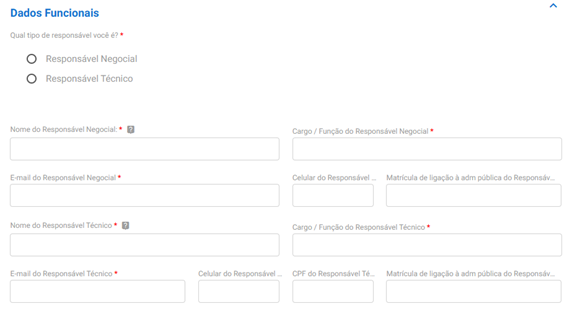 Dados Funcionais
Qual tipo de responsável você é? *
Responsável Negocial
Responsável Técnico
Nome do Responsável Negocial: * ?
Cargo / Função do Responsável Negocial *
E-mail do Responsável Negocial *
Celular do Responsável ...
Matrícula de ligação à adm pública do Responsáv...
Nome do Responsável Técnico * ?
Cargo / Função do Responsável Técnico *
E-mail do Responsável Técnico *
Celular do Responsável ...
CPF do Responsável Té...
Matrícula de ligação à adm pública do Responsáv...